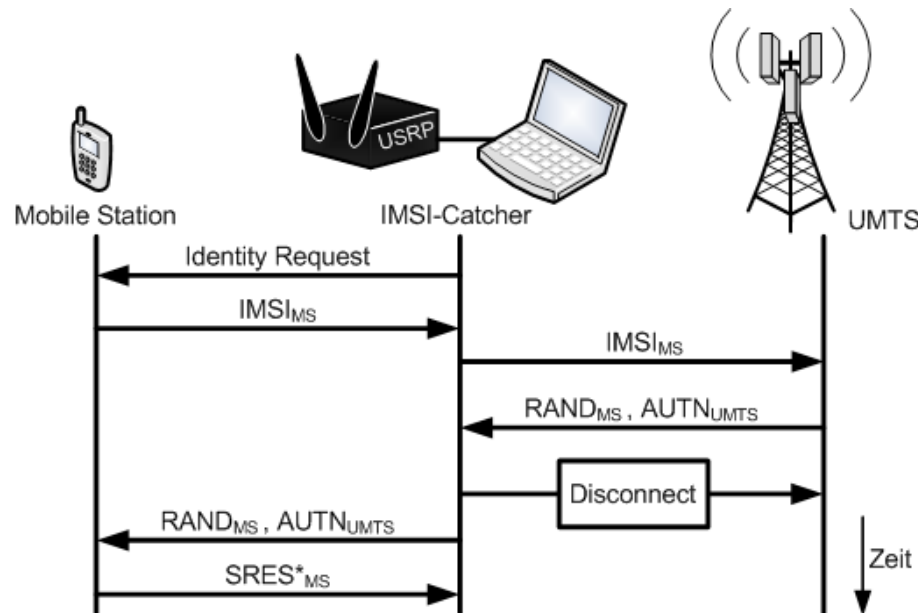 USRP
Mobile Station
IMSI-Catcher
UMTS
Identity Request
IMSI_MS
IMSI_MS
RAND_MS , AUTN_UMTS
Disconnect
RAND_MS , AUTN_UMTS
SRES*_MS
Zeit